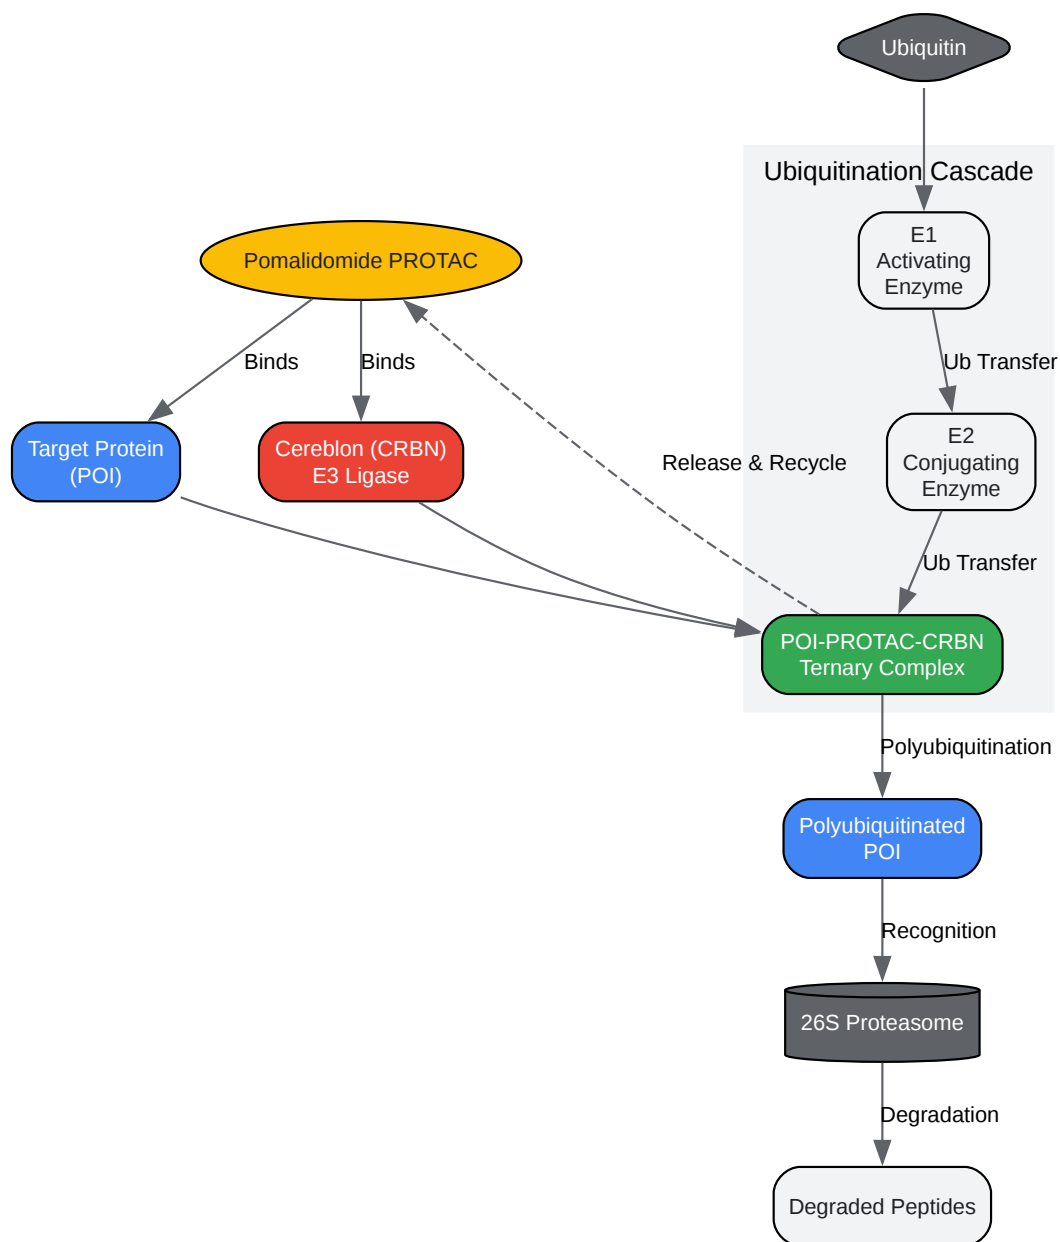 Ubiquitin
Ubiquitination Cascade
E1
Activating
Enzyme
Pomalidomide PROTAC
Binds
Binds
Ub Transfer
Target Protein
(POI)
Cereblon (CRBN)
E3 Ligase
Release & Recycle
E2
Conjugating
Enzyme
Ub Transfer
POI-PROTAC-CRBN
Ternary Complex
Polyubiquitination
Polyubiquitinated
POI
Recognition
26S Proteasome
Degradation
Degraded Peptides